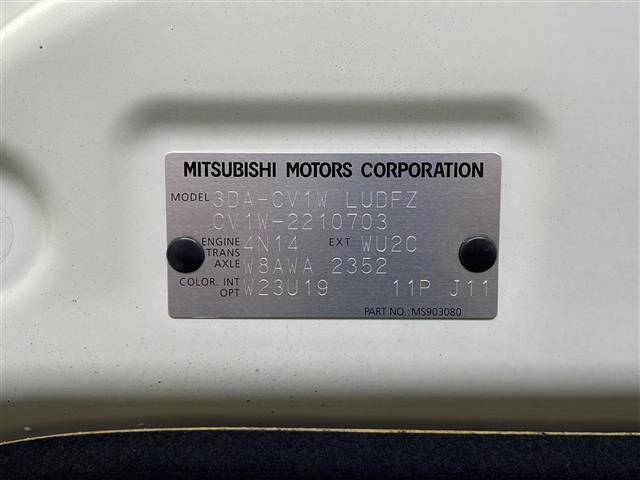 MITSUBISHI MOTORS CORPORATION
MODEL 3DA-CV1W LUDFZ
CV1W-2210703
ENGINE 4N14 EXT WU2C
TRANS
AXLE W8AWA 2352
COLOR. INT
OPT W23U19 11P J11
PART NO.: MS903080